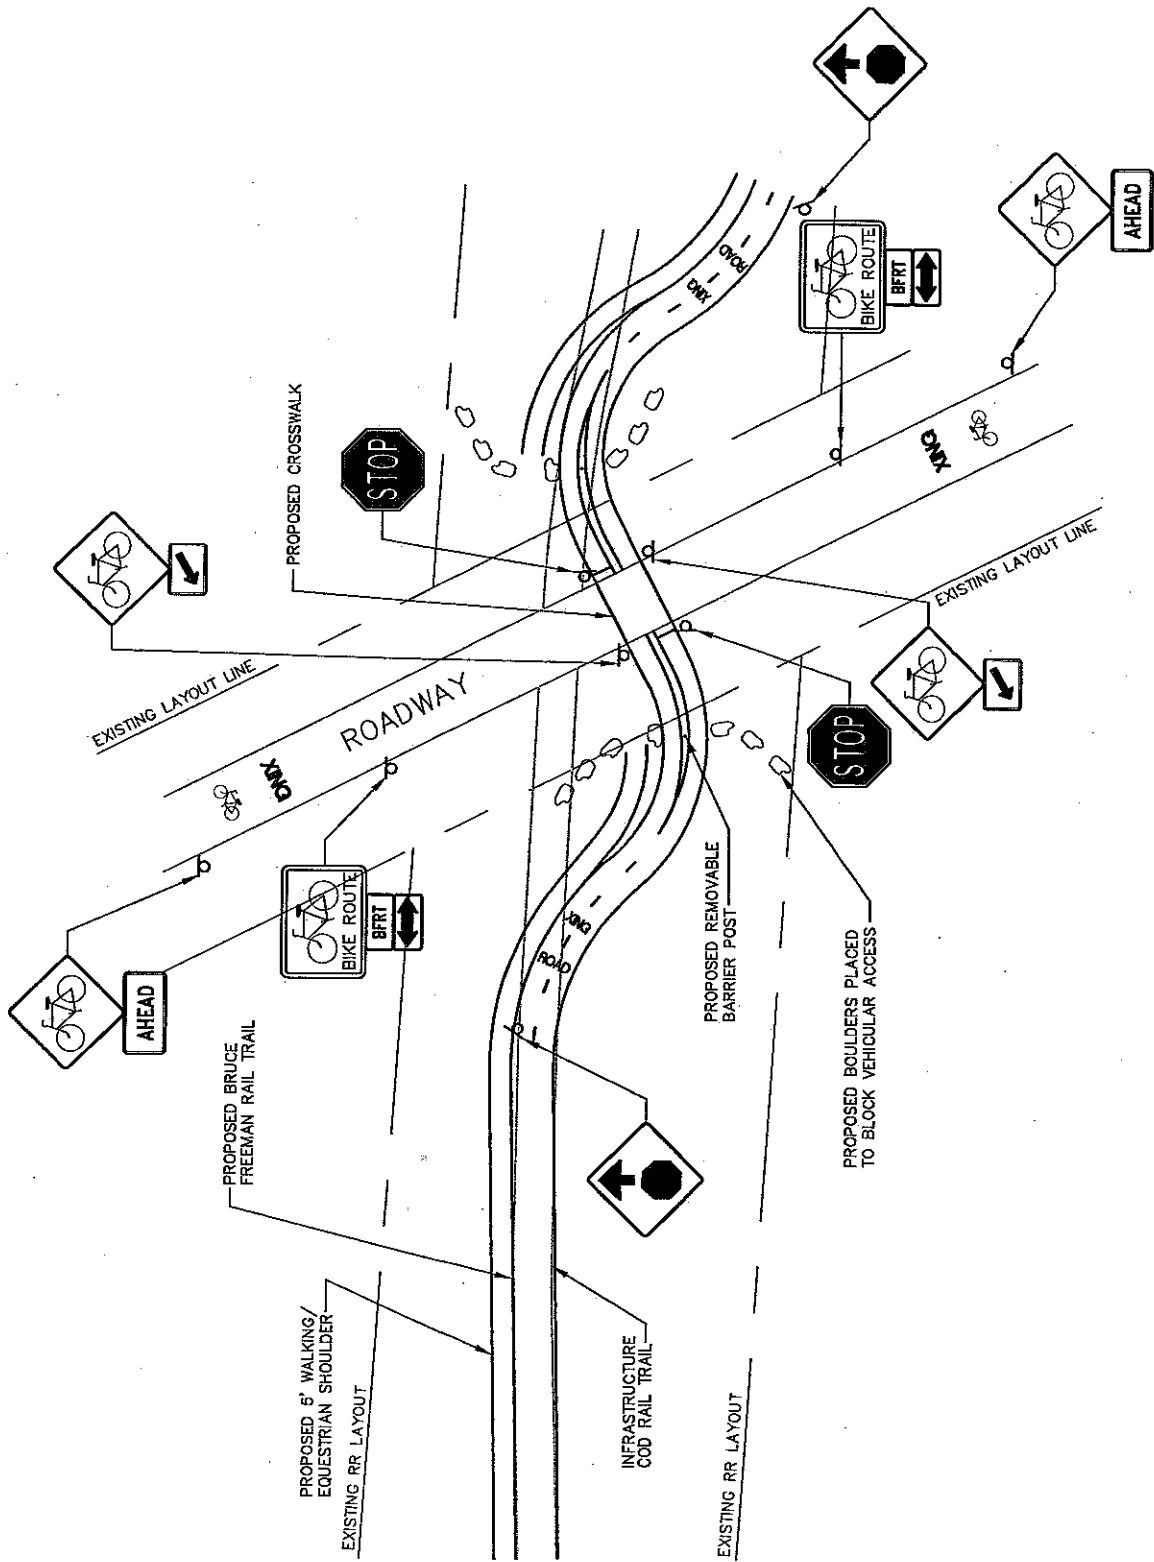 PROPOSED CROSSWALK
STOP
EXISTING LAYOUT LINE
ROADWAY
XING
AHEAD
BIKE ROUTE
BFRT
PROPOSED BRUCE
FREEMAN RAIL TRAIL
PROPOSED 5' WALKING/
EQUESTRIAN SHOULDER
EXISTING RR LAYOUT
ROAD
XING
XING
ROAD
BIKE ROUTE
BFRT
AHEAD
XING
EXISTING LAYOUT LINE
STOP
PROPOSED REMOVABLE
BARRIER POST
PROPOSED BOULDERS PLACED
TO BLOCK VEHICULAR ACCESS
INFRASTRUCTURE
COD RAIL TRAIL
EXISTING RR LAYOUT